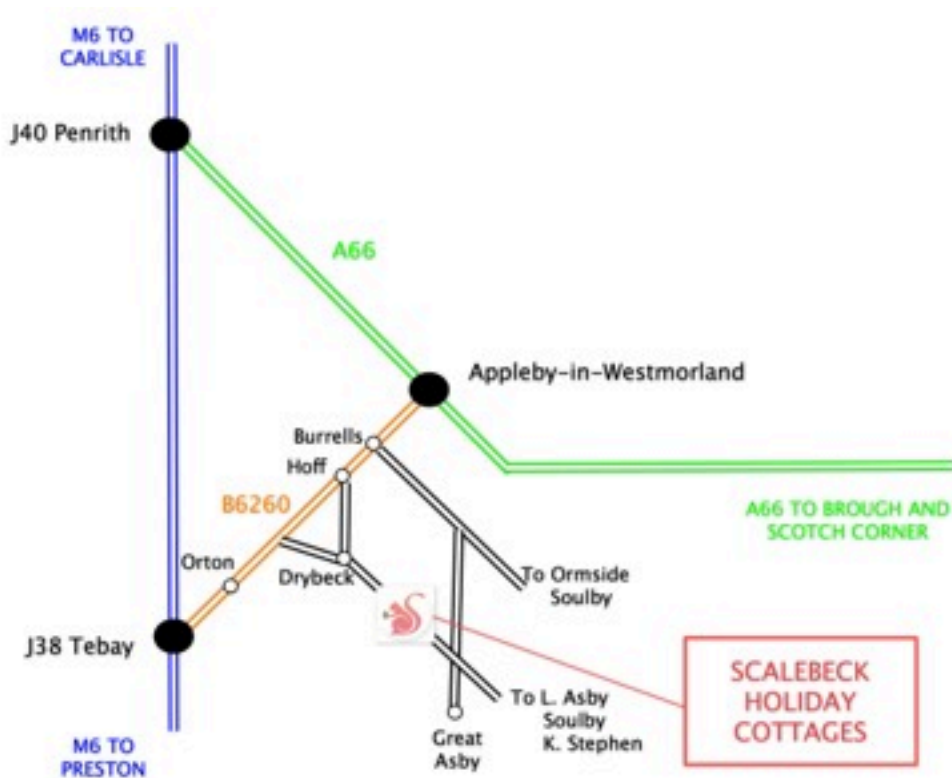 M6 TO
CARLISLE
J40 Penrith
A66
Appleby-in-Westmorland
Burrells
Hoff
B6260
A66 TO BROUGH AND
SCOTCH CORNER
Orton
Drybeck
To Ormside
Soulby
J38 Tebay
SCALEBECK
HOLIDAY
COTTAGES
To L. Asby
Soulby
K. Stephen
Great
Asby
M6 TO
PRESTON